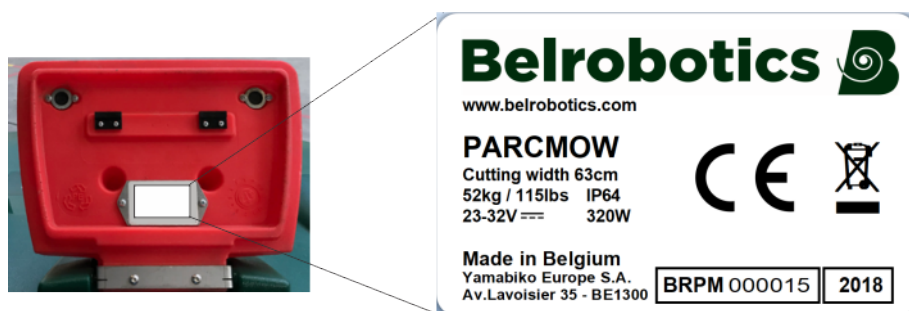 Belrobotics
www.belrobotics.com
PARCMOW
Cutting width 63cm
52kg / 115lbs IP64
23-32V 320W
CE
Made in Belgium
Yamabiko Europe S.A.
Av.Lavoisier 35 - BE1300
BRPM 000015 2018